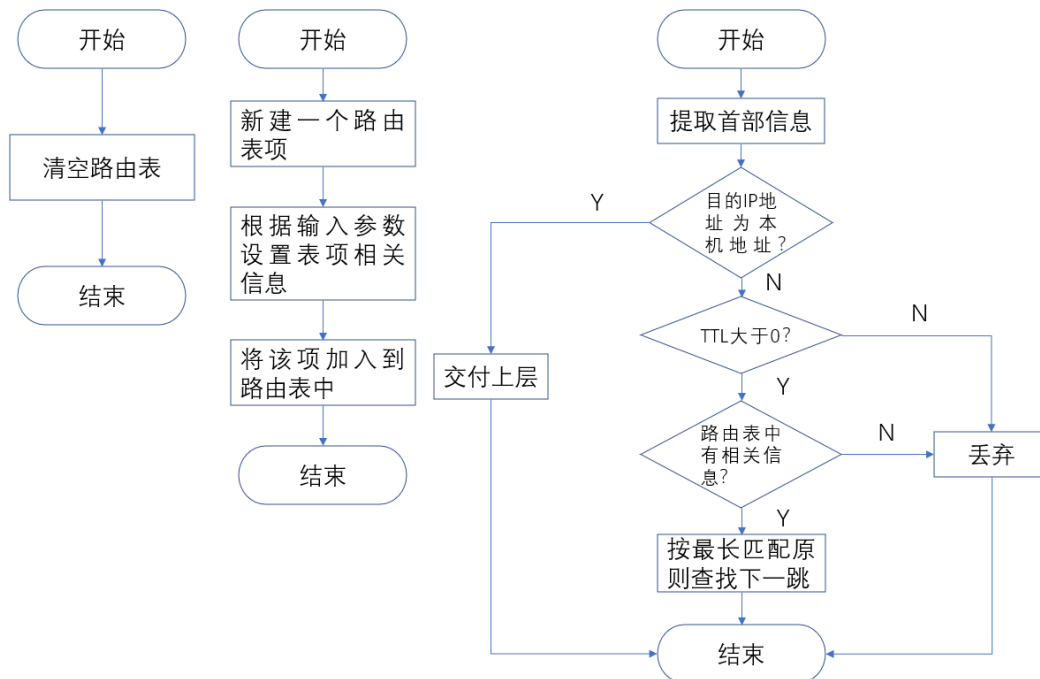 开始
清空路由表
结束
开始
新建一个路由
表项
根据输入参数
设置表项相关
信息
将该项加入到
路由表中
结束
开始
提取首部信息
目的IP地
址为本
机地址？
Y
N
TTL大于0？
N
交付上层
Y
路由表中
有相关信
息？
N
丢弃
Y
按最长匹配原
则查找下一跳
结束